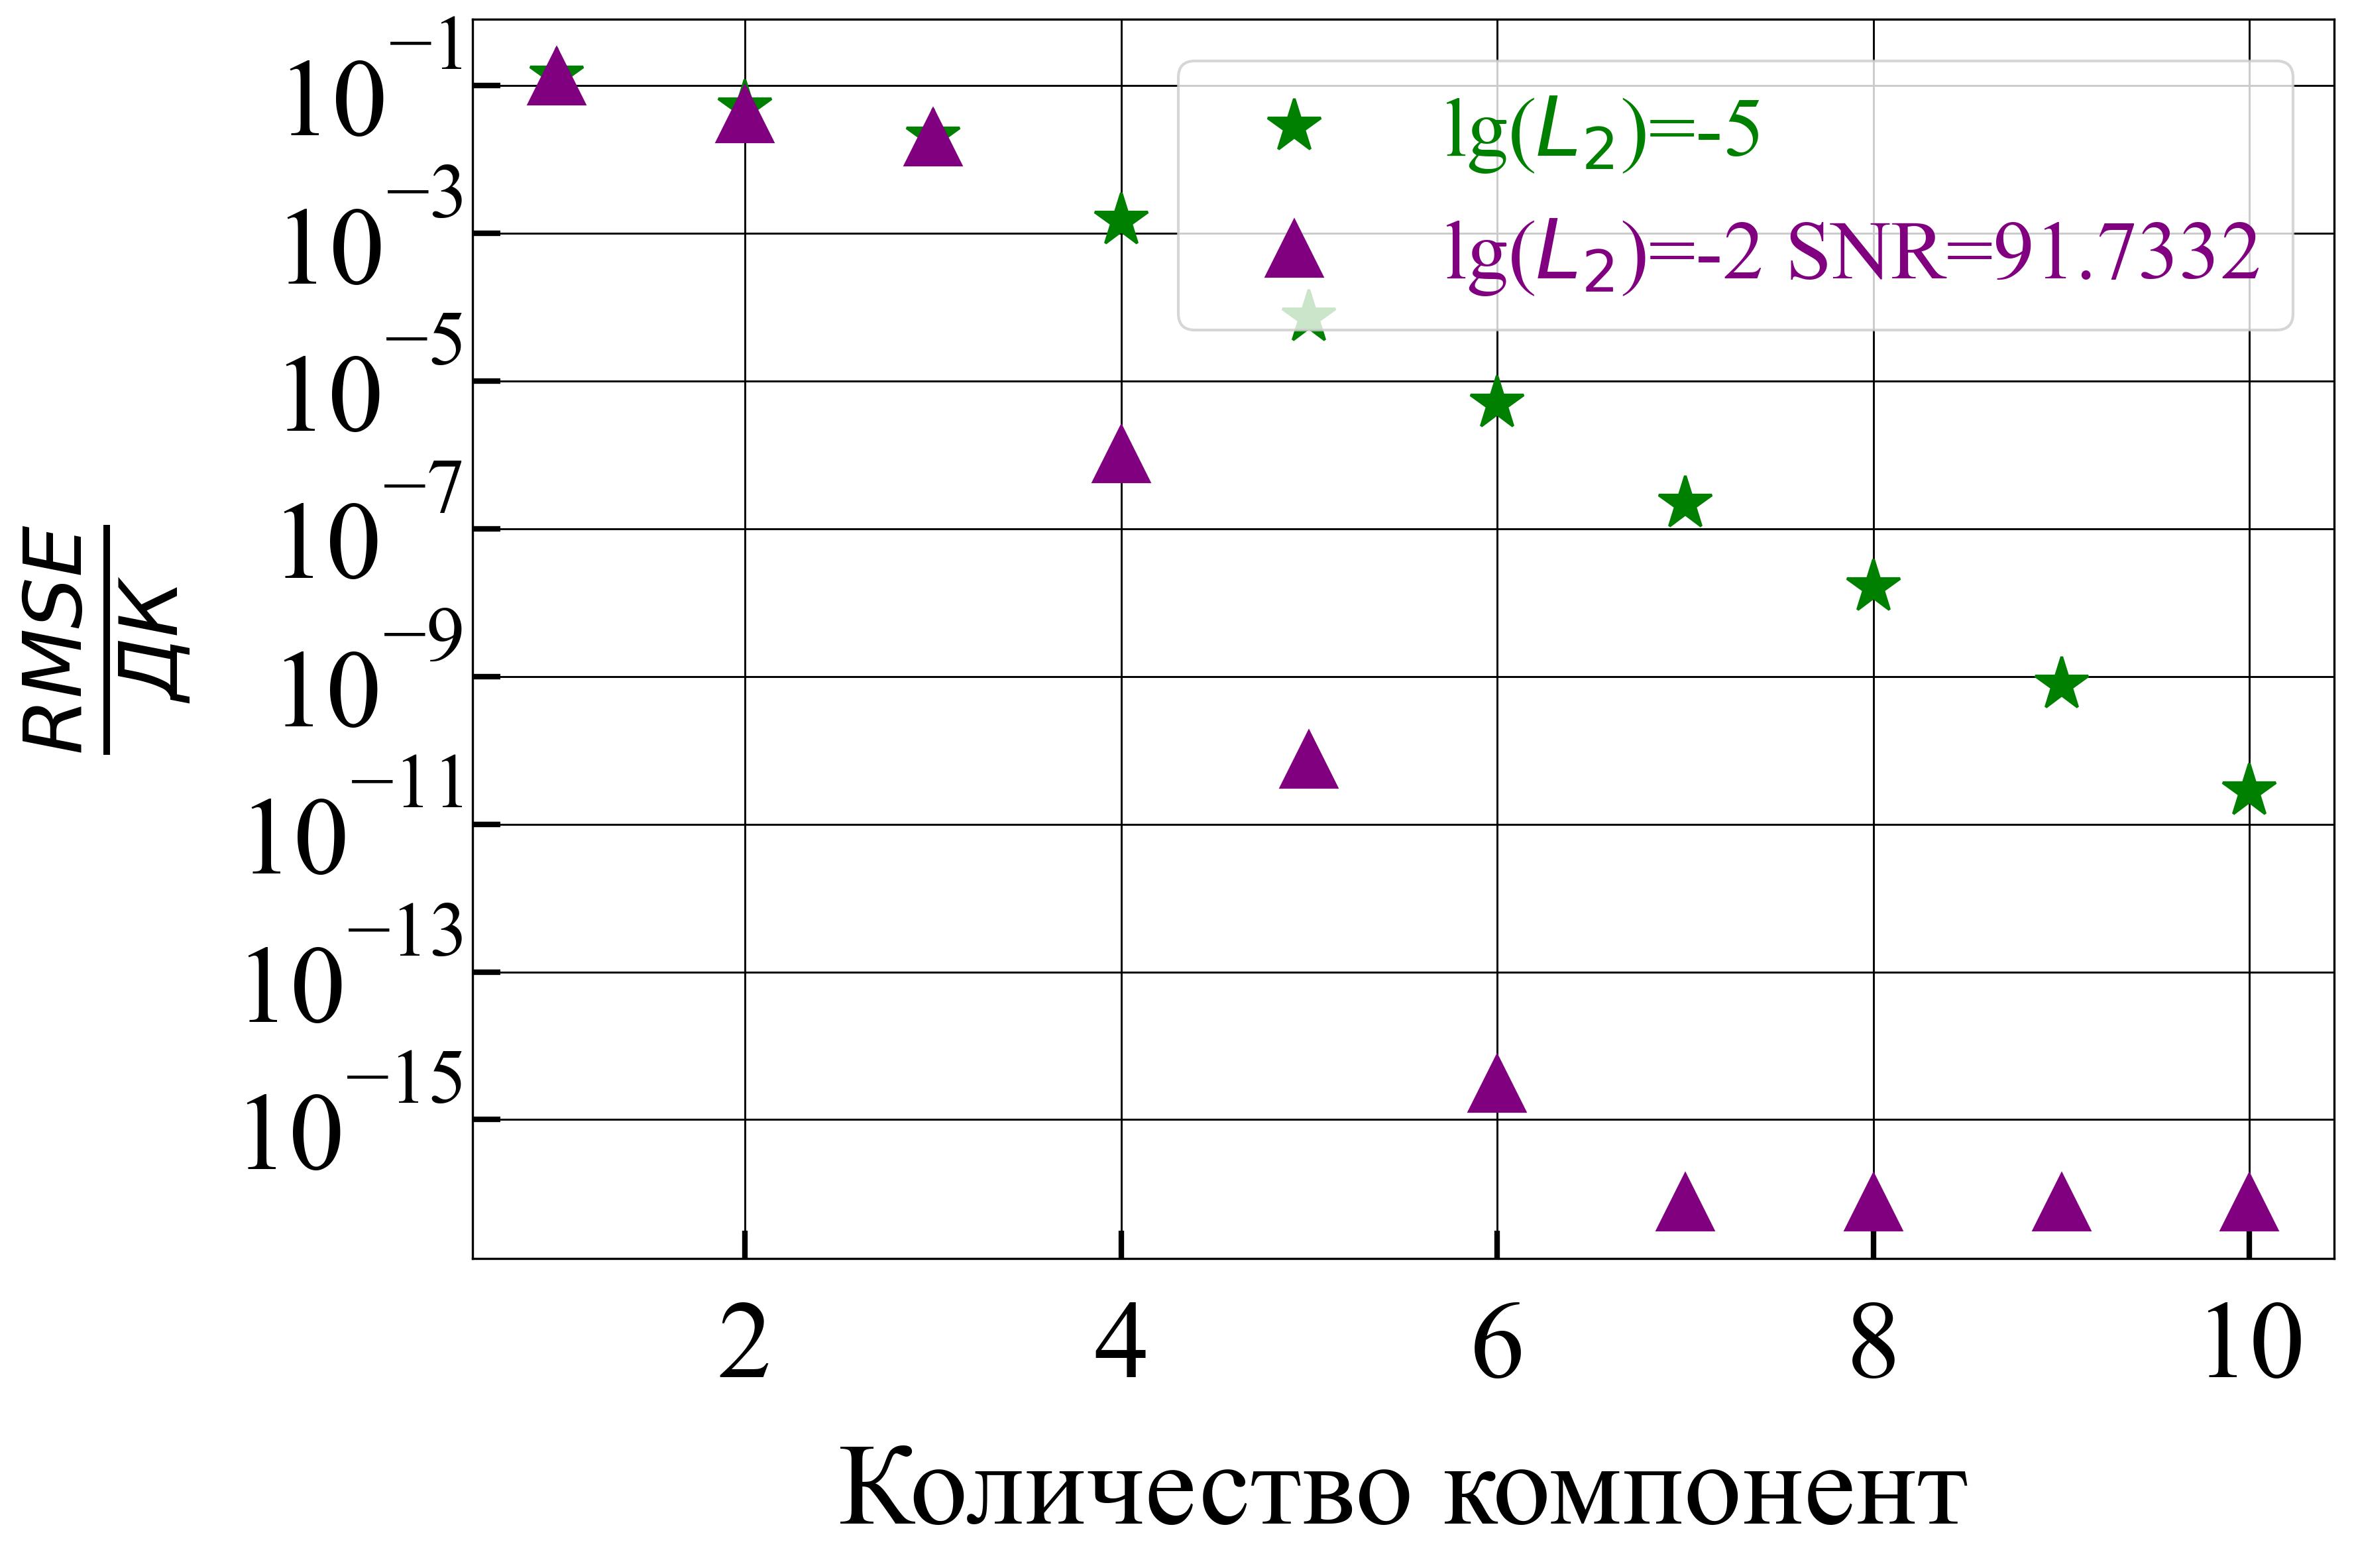 10⁻¹
10⁻³
10⁻⁵
10⁻⁷
10⁻⁹
10⁻¹¹
10⁻¹³
10⁻¹⁵
RMSE
ДК
lg(L₂)=-5
lg(L₂)=-2 SNR=91.7332
2 4 6 8 10
Количество компонент